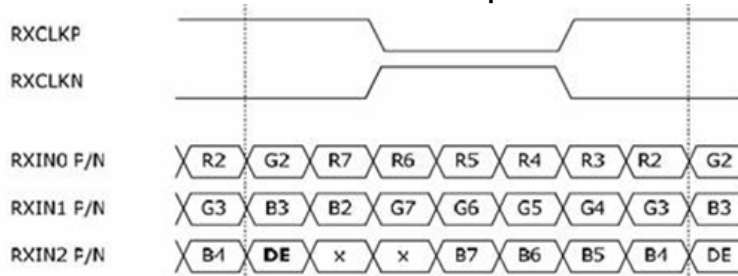 RXCLKP
RXCLKN
RXIN0 P/N R2 G2 R7 R6 R5 R4 R3 R2 G2
RXIN1 P/N G3 B3 B2 G7 G6 G5 G4 G3 B3
RXIN2 P/N B4 DE x x B7 B6 B5 B4 DE